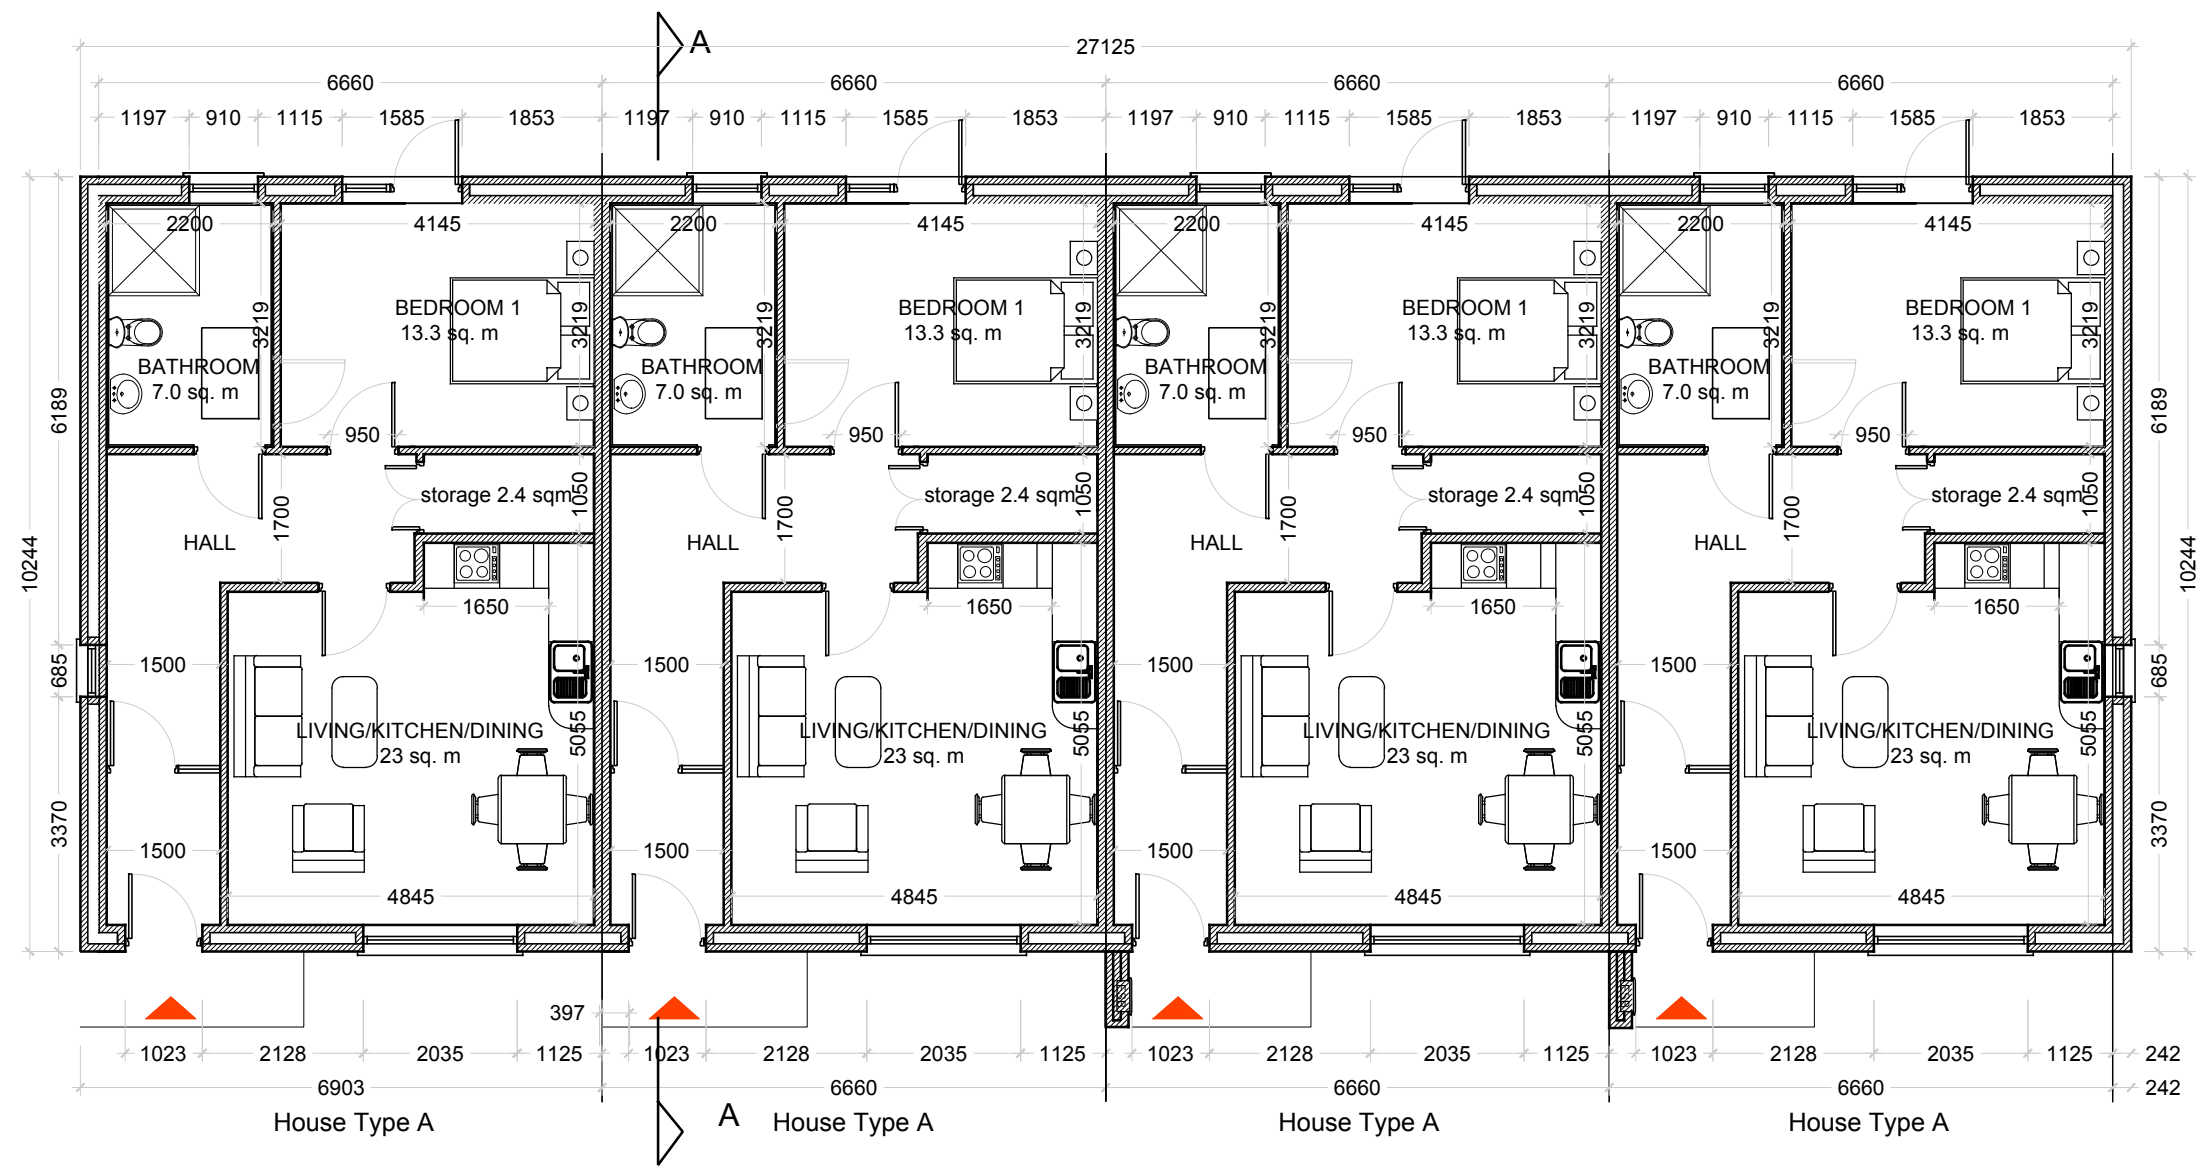 A
27125
6660 6660 6660 6660
1197 910 1115 1585 1853 1197 910 1115 1585 1853 1197 910 1115 1585 1853 1197 910 1115 1585 1853
2200 4145 2200 4145 2200 4145 2200 4145
BEDROOM 1 BEDROOM 1 BEDROOM 1 BEDROOM 1
13.3 sq. m 13.3 sq. m 13.3 sq. m 13.3 sq. m
3219 3219 3219 3219 3219 3219 3219 3219
BATHROOM BATHROOM BATHROOM BATHROOM
7.0 sq. m 7.0 sq. m 7.0 sq. m 7.0 sq. m
6189 6189
950 950 950 950
storage 2.4 sqm storage 2.4 sqm storage 2.4 sqm storage 2.4 sqm
1050 1050 1050 1050
1700 1700 1700 1700
HALL HALL HALL HALL
10244 10244
1650 1650 1650 1650
685 1500 1500 1500 1500 685
LIVING/KITCHEN/DINING LIVING/KITCHEN/DINING LIVING/KITCHEN/DINING LIVING/KITCHEN/DINING
23 sq. m 23 sq. m 23 sq. m 23 sq. m
5055 5055 5055 5055
3370 3370
1500 1500 1500 1500
4845 4845 4845 4845
ESB ESB
397
1023 2128 2035 1125 1023 2128 2035 1125 1023 2128 2035 1125 1023 2128 2035 1125 242
6903 6660 6660 6660 242
A
House Type A House Type A House Type A House Type A